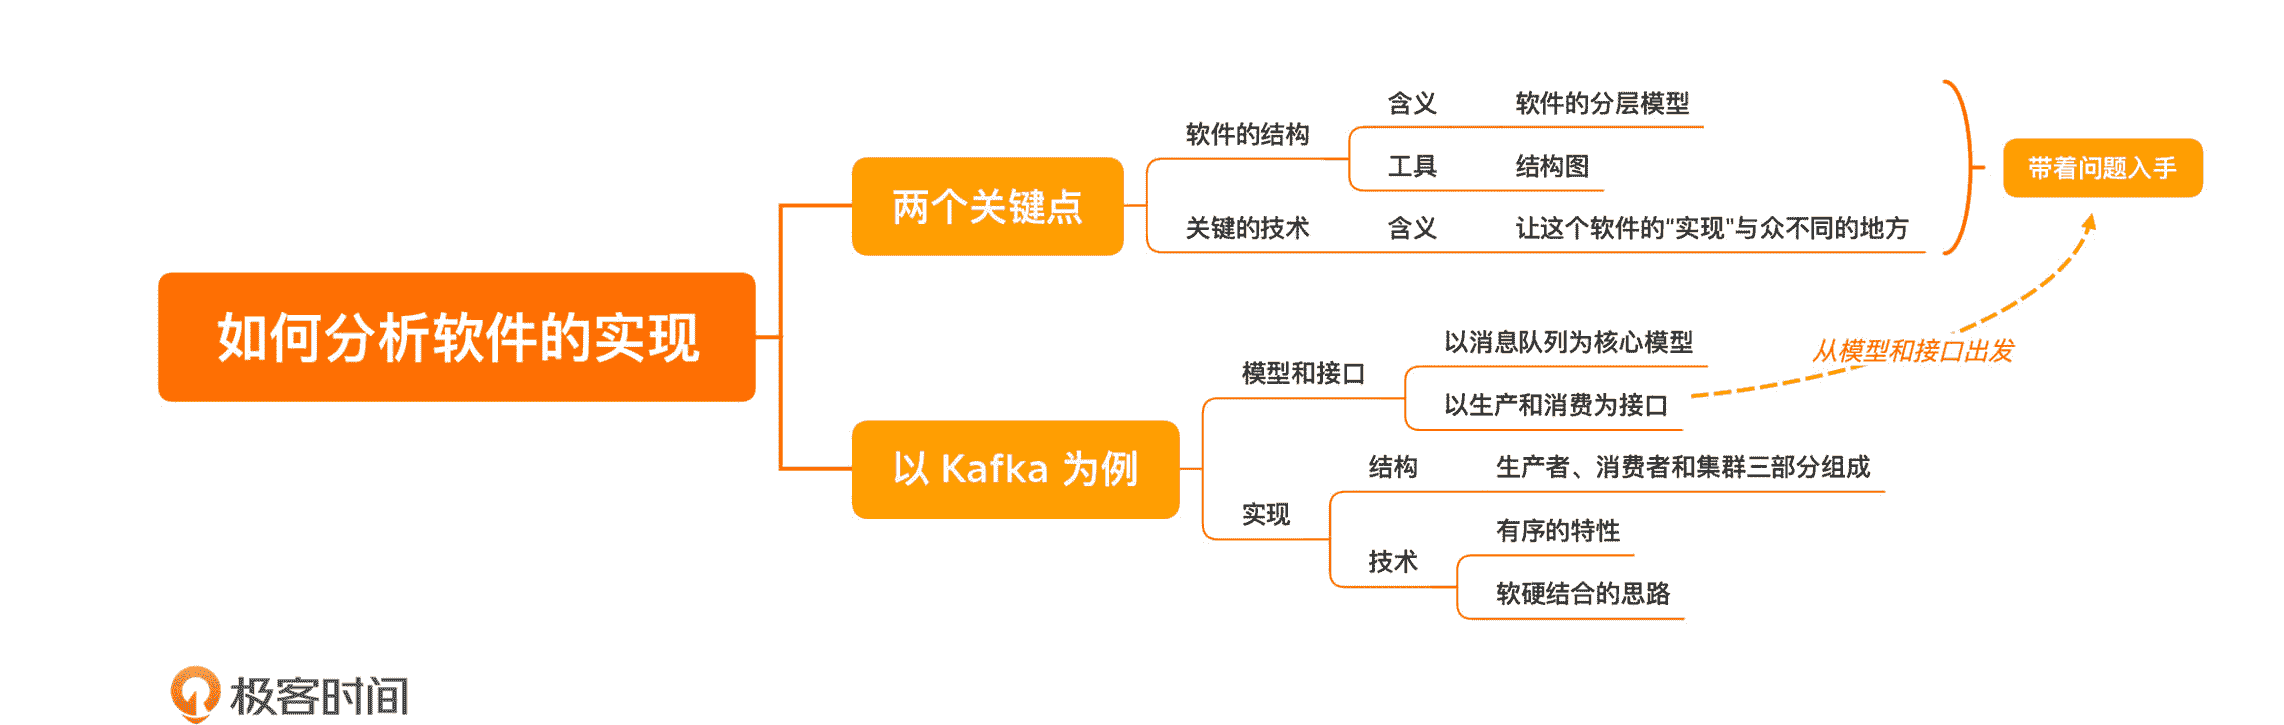 如何分析软件的实现
两个关键点
软件的结构
含义 软件的分层模型
工具 结构图
关键的技术 含义 让这个软件的“实现”与众不同的地方
带着问题入手
以 Kafka 为例
模型和接口
以消息队列为核心模型
以生产和消费为接口
从模型和接口出发
实现
结构 生产者、消费者和集群三部分组成
技术
有序的特性
软硬结合的思路
极客时间